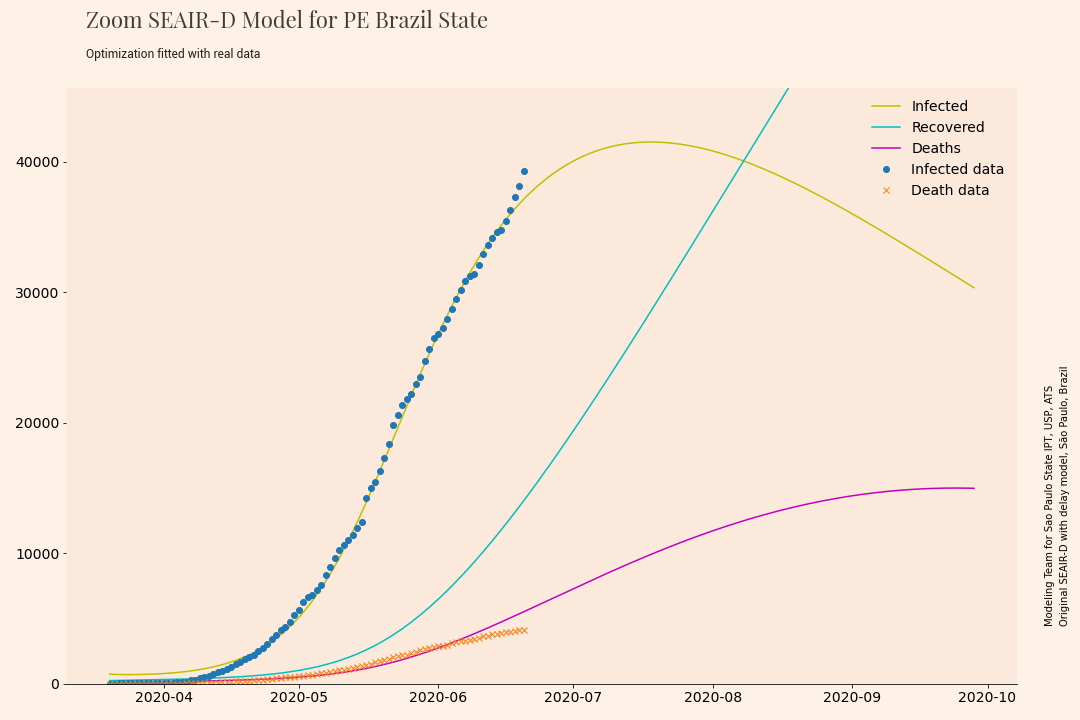 Zoom SEAIR-D Model for PE Brazil State
Optimization fitted with real data
Infected
Recovered
Deaths
Infected data
Death data
40000
30000
20000
10000
0
2020-04
2020-05
2020-06
2020-07
2020-08
2020-09
2020-10
Modeling Team for Sao Paulo State IPT, USP, ATS
Original SEAIR-D with delay model, São Paulo, Brazil